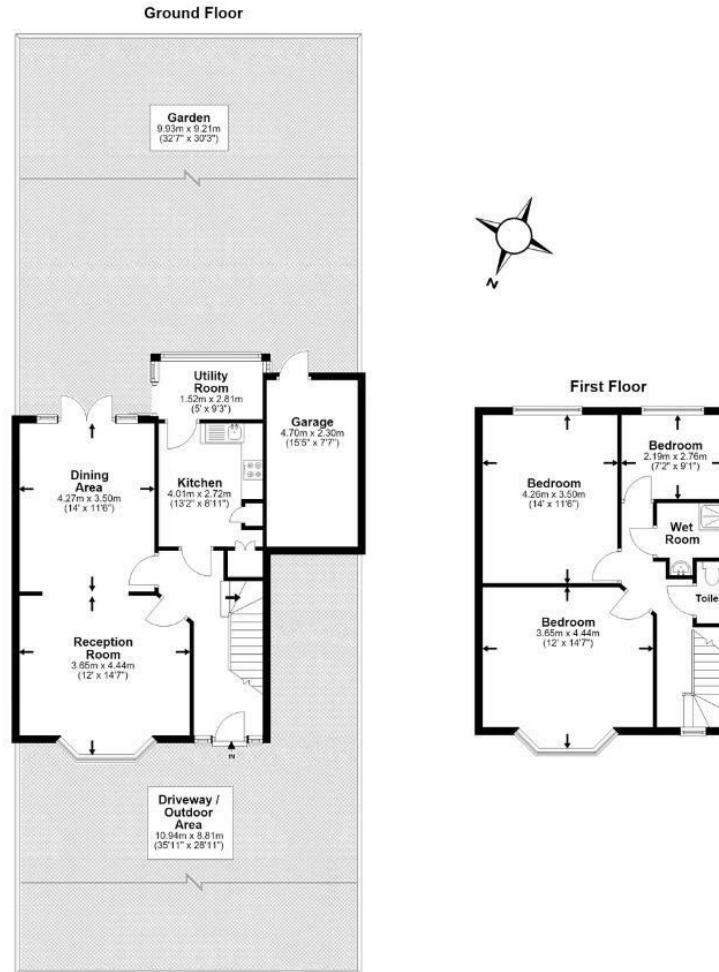 Ground Floor
Garden
9.93m x 9.21m
(32'7" x 30'3")
Utility
Room
1.52m x 2.81m
(5' x 9'3")
Garage
4.70m x 2.30m
(15'5" x 7'7")
Dining
Area
4.27m x 3.50m
(14' x 11'6")
Kitchen
4.01m x 2.72m
(13'2" x 8'11")
Reception
Room
3.65m x 4.44m
(12' x 14'7")
IN
Driveway /
Outdoor
Area
10.94m x 8.81m
(35'11" x 28'11")
N
First Floor
Bedroom
4.26m x 3.50m
(14' x 11'6")
Bedroom
2.19m x 2.76m
(7'2" x 9'1")
Wet
Room
Toile
Bedroom
3.65m x 4.44m
(12' x 14'7")